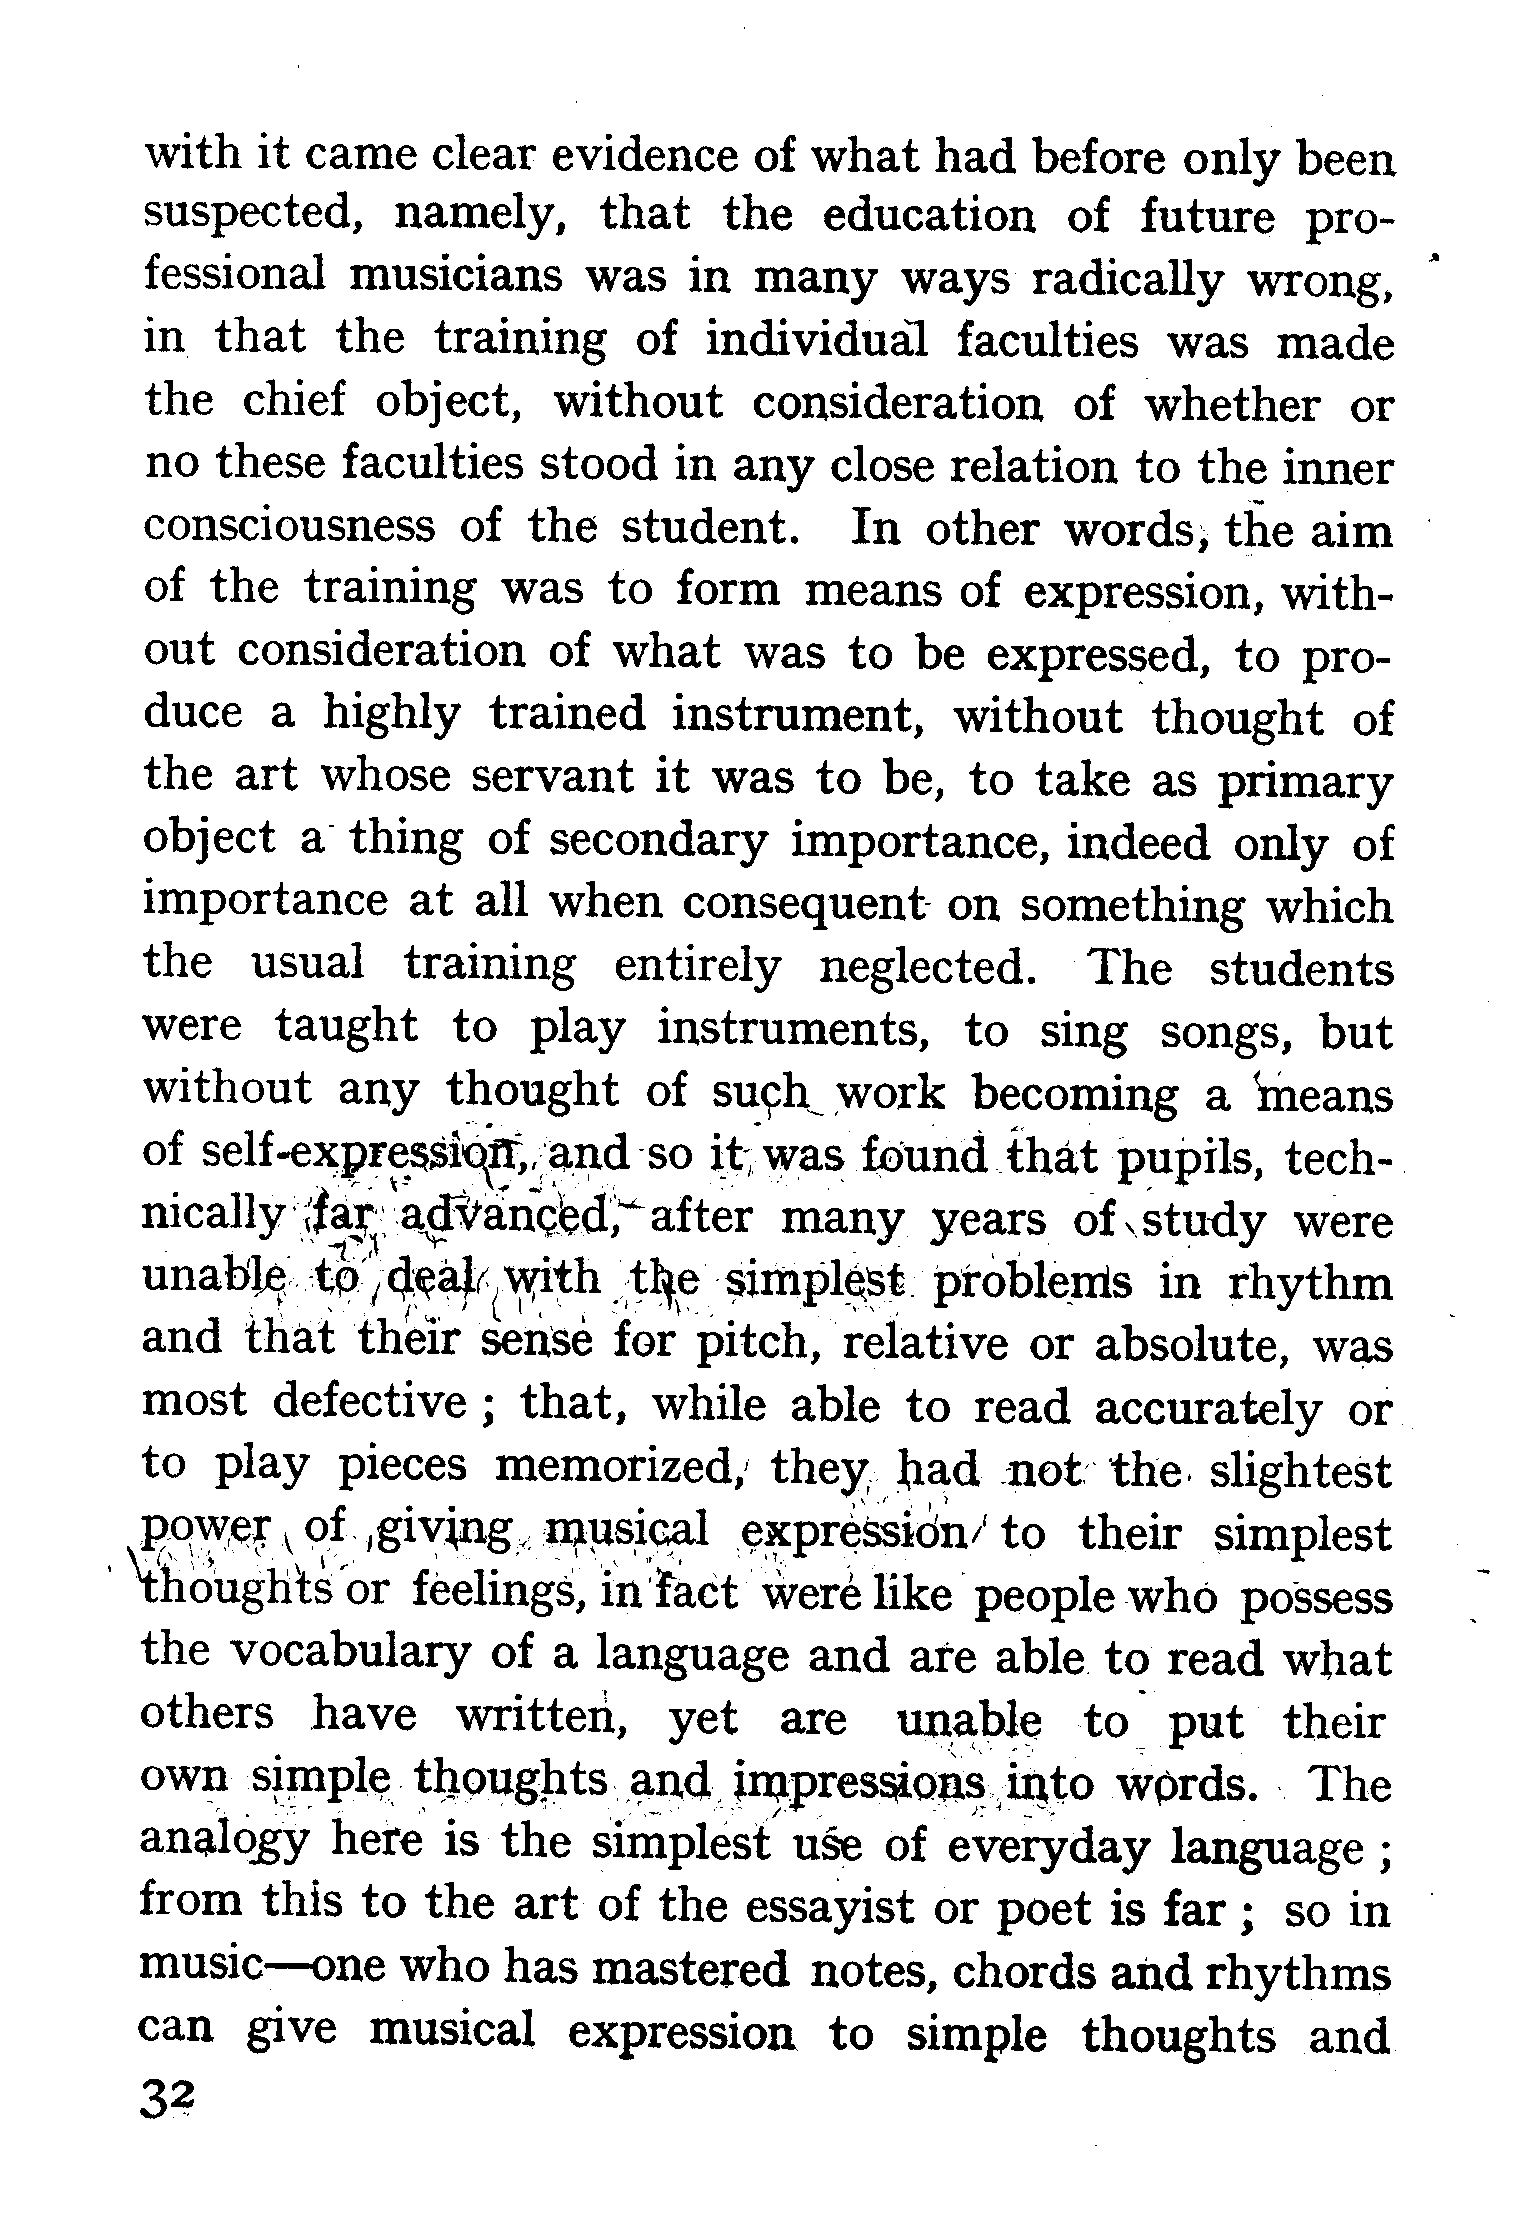 with it came clear evidence of what had before only been
suspected, namely, that the education of future pro-
fessional musicians was in many ways radically wrong,
in that the training of individual faculties was made
the chief object, without consideration of whether or
no these faculties stood in any close relation to the inner
consciousness of the student. In other words, the aim
of the training was to form means of expression, with-
out consideration of what was to be expressed, to pro-
duce a highly trained instrument, without thought of
the art whose servant it was to be, to take as primary
object a thing of secondary importance, indeed only of
importance at all when consequent on something which
the usual training entirely neglected. The students
were taught to play instruments, to sing songs, but
without any thought of such work becoming a means
of self-expression, and so it was found that pupils, tech-
nically far advanced, after many years of study were
unable to deal with the simplest problems in rhythm
and that their sense for pitch, relative or absolute, was
most defective ; that, while able to read accurately or
to play pieces memorized, they had not the slightest
power of giving musical expression to their simplest
thoughts or feelings, in fact were like people who possess
the vocabulary of a language and are able to read what
others have written, yet are unable to put their
own simple thoughts and impressions into words. The
analogy here is the simplest use of everyday language ;
from this to the art of the essayist or poet is far ; so in
music—one who has mastered notes, chords and rhythms
can give musical expression to simple thoughts and
32